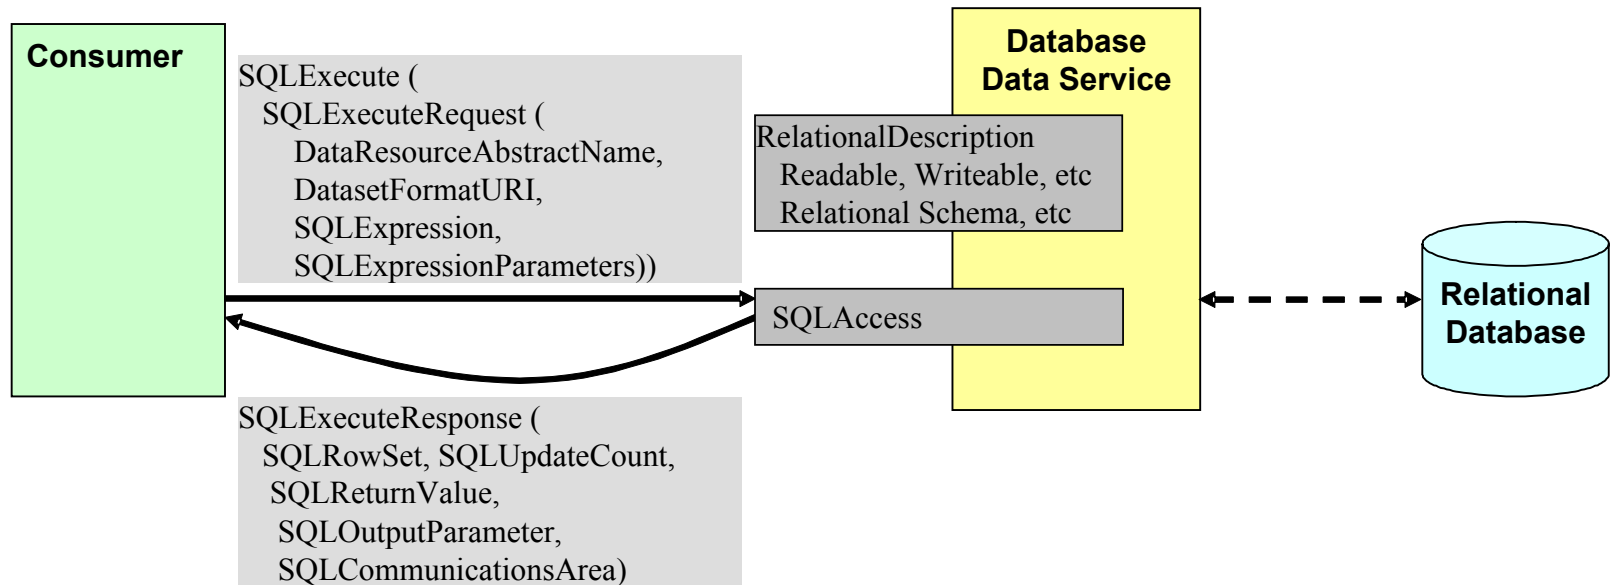 Consumer
SQLExecute (
SQLExecuteRequest (
DataResourceAbstractName,
DatasetFormatURI,
SQLExpression,
SQLExpressionParameters))
SQLExecuteResponse (
SQLRowSet, SQLUpdateCount,
SQLReturnValue,
SQLOutputParameter,
SQLCommunicationsArea)
Database
Data Service
RelationalDescription
Readable, Writeable, etc
Relational Schema, etc
SQLAccess
Relational
Database